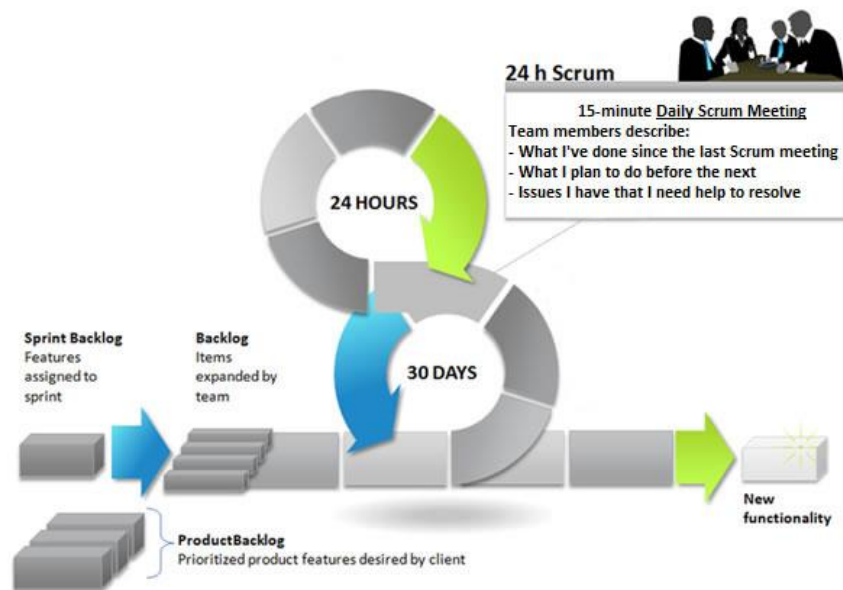 24 h Scrum
15-minute Daily Scrum Meeting
Team members describe:
- What I've done since the last Scrum meeting
- What I plan to do before the next
- Issues I have that I need help to resolve
24 HOURS
30 DAYS
Sprint Backlog
Features
assigned to
sprint
Backlog
Items
expanded by
team
New
functionality
ProductBacklog
Prioritized product features desired by client